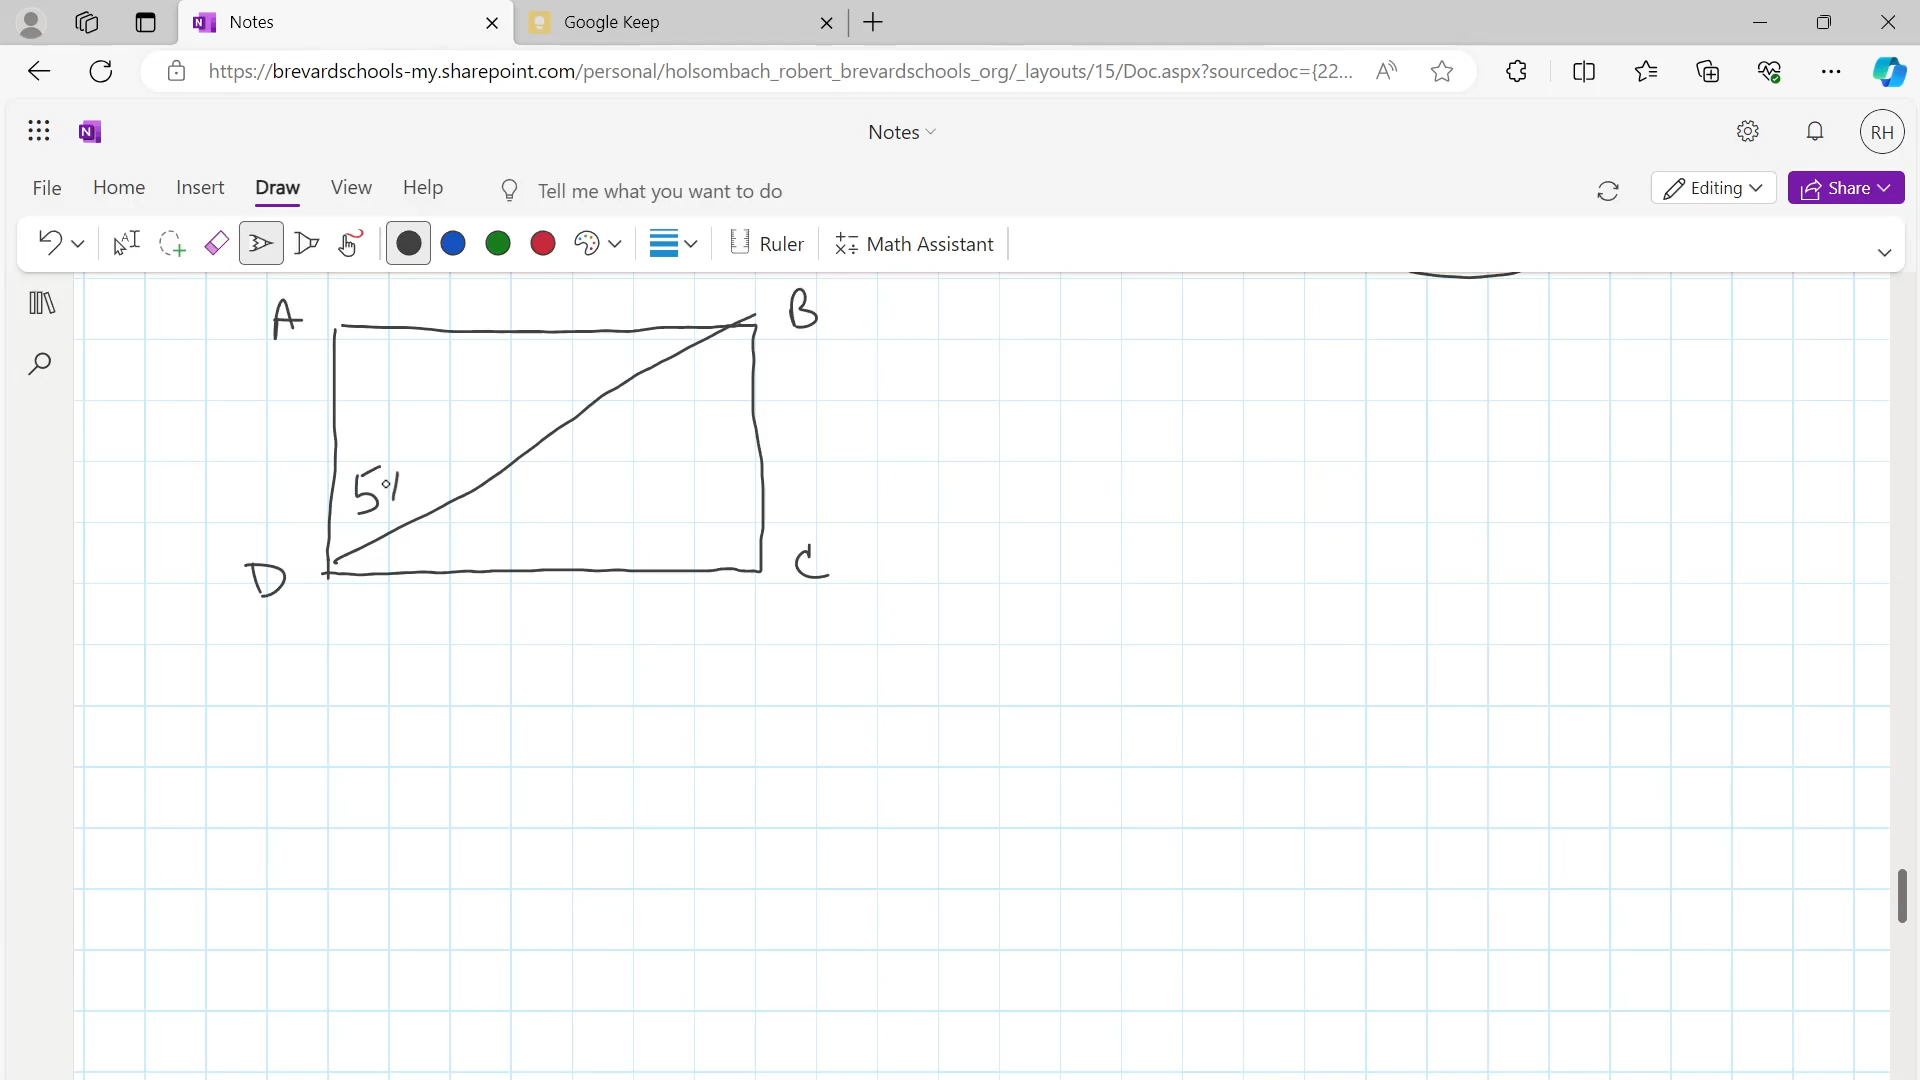 Notes
Google Keep
https://brevardschools-my.sharepoint.com/personal/holsombach_robert_brevardschools_org/_layouts/15/Doc.aspx?sourcedoc={22...
N
Notes
RH
File Home Insert Draw View Help Tell me what you want to do
Editing Share
Ruler Math Assistant
A B
51
D C